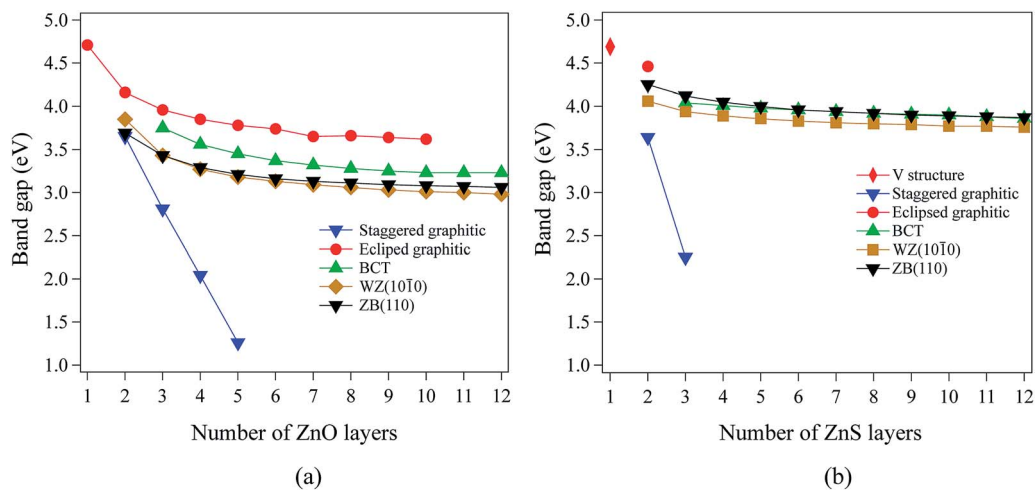 5.0
4.5
4.0
3.5
3.0
2.5
2.0
1.5
1.0
Band gap (eV)
Staggered graphitic
Ecliped graphitic
BCT
WZ(101̄0)
ZB(110)
1 2 3 4 5 6 7 8 9 10 11 12
Number of ZnO layers
(a)
5.0
4.5
4.0
3.5
3.0
2.5
2.0
1.5
1.0
Band gap (eV)
V structure
Staggered graphitic
Eclipsed graphitic
BCT
WZ(101̄0)
ZB(110)
1 2 3 4 5 6 7 8 9 10 11 12
Number of ZnS layers
(b)